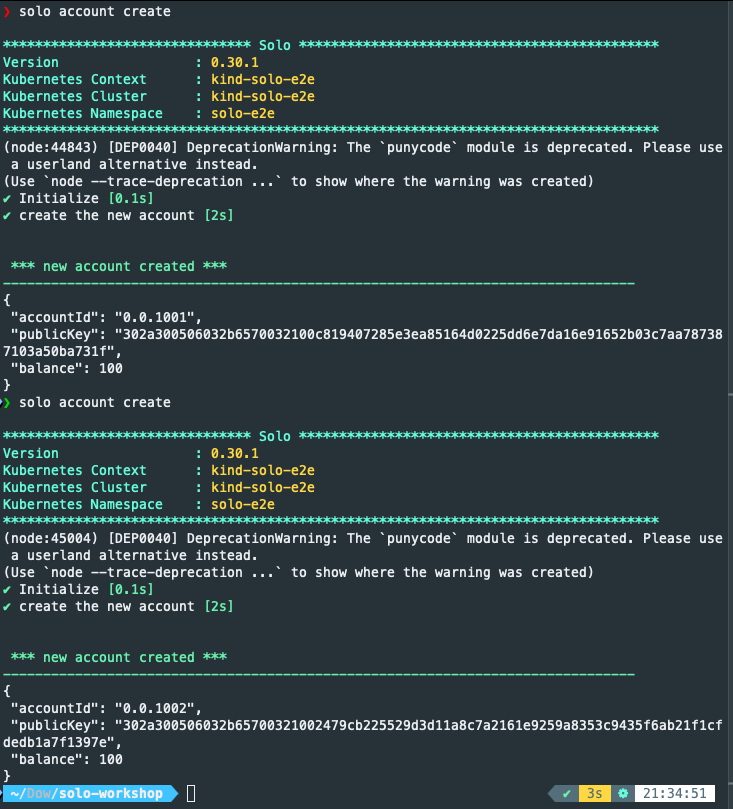 ❯ solo account create
******************************* Solo *********************************************
Version                 : 0.30.1
Kubernetes Context      : kind-solo-e2e
Kubernetes Cluster      : kind-solo-e2e
Kubernetes Namespace    : solo-e2e
**********************************************************************************
(node:44843) [DEP0040] DeprecationWarning: The `punycode` module is deprecated. Please use
 a userland alternative instead.
(Use `node --trace-deprecation ...` to show where the warning was created)
✔ Initialize [0.1s]
✔ create the new account [2s]
 *** new account created ***
-------------------------------------------------------------------------------
{
 "accountId": "0.0.1001",
 "publicKey": "302a300506032b6570032100c819407285e3ea85164d0225dd6e7da16e91652b03c7aa78738
7103a50ba731f",
 "balance": 100
}
❯ solo account create
******************************* Solo *********************************************
Version                 : 0.30.1
Kubernetes Context      : kind-solo-e2e
Kubernetes Cluster      : kind-solo-e2e
Kubernetes Namespace    : solo-e2e
**********************************************************************************
(node:45004) [DEP0040] DeprecationWarning: The `punycode` module is deprecated. Please use
 a userland alternative instead.
(Use `node --trace-deprecation ...` to show where the warning was created)
✔ Initialize [0.1s]
✔ create the new account [2s]
 *** new account created ***
-------------------------------------------------------------------------------
{
 "accountId": "0.0.1002",
 "publicKey": "302a300506032b65700321002479cb225529d3d11a8c7a2161e9259a8353c9435f6ab21f1cf
dedb1a7f1397e",
 "balance": 100
}
~/Dow/solo-workshop ✔ 3s 21:34:51